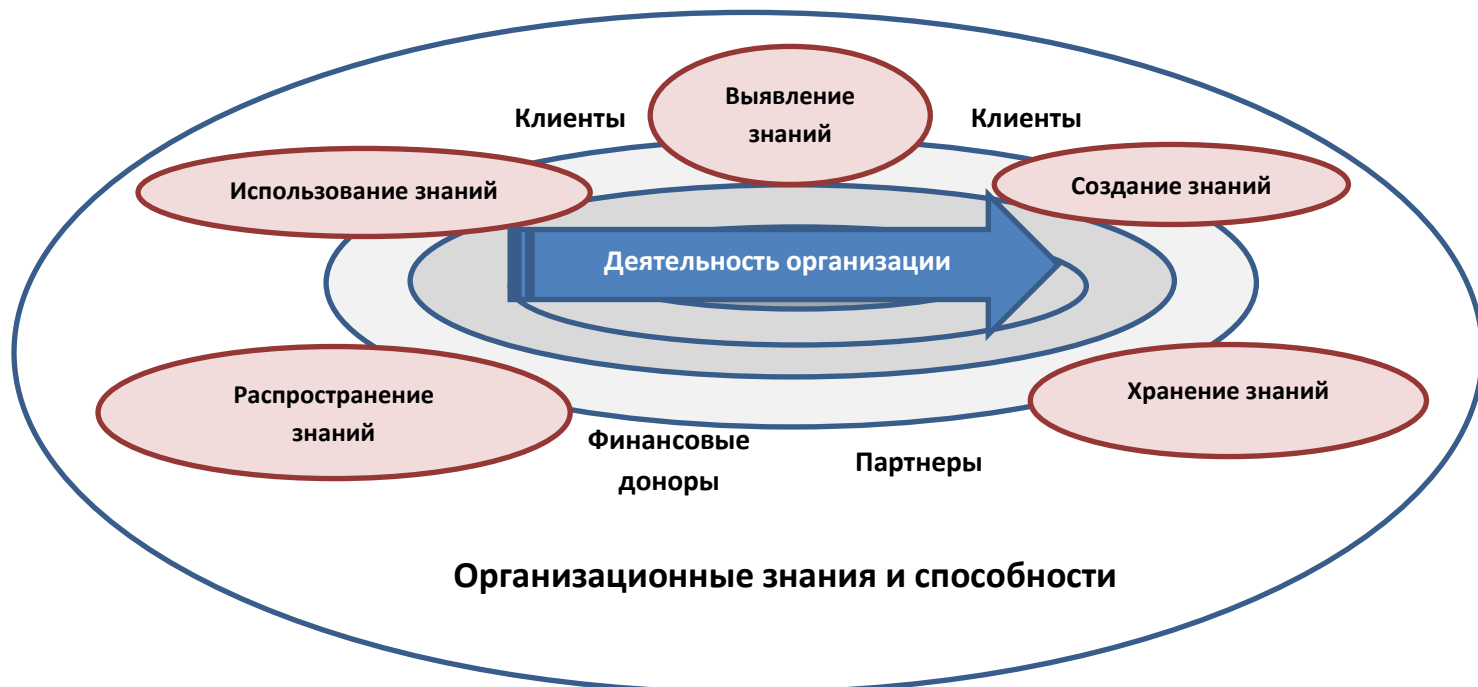 Выявление
знаний
Клиенты
Клиенты
Использование знаний
Создание знаний
Деятельность организации
Распространение
знаний
Хранение знаний
Финансовые
доноры
Партнеры
Организационные знания и способности